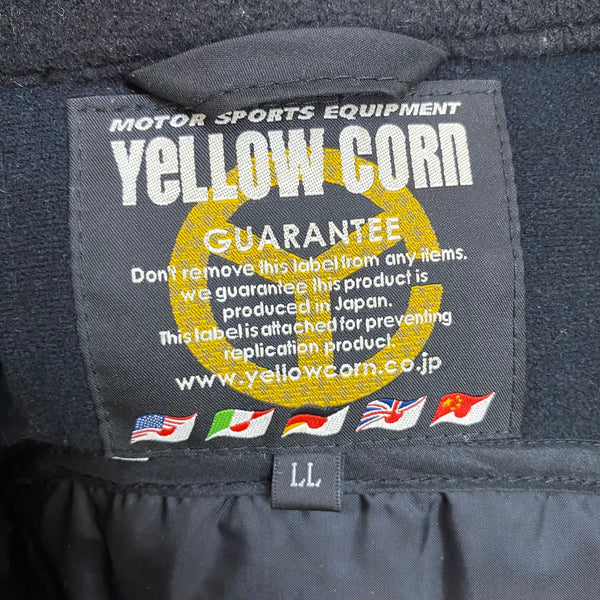 MOTOR SPORTS EQUIPMENT
YeLLOW CORn
GUARANTEE
Don't remove this label from any items.
we guarantee this product is
produced in Japan.
This label is attached for preventing
replication product.
www.yellowcorn.co.jp
LL